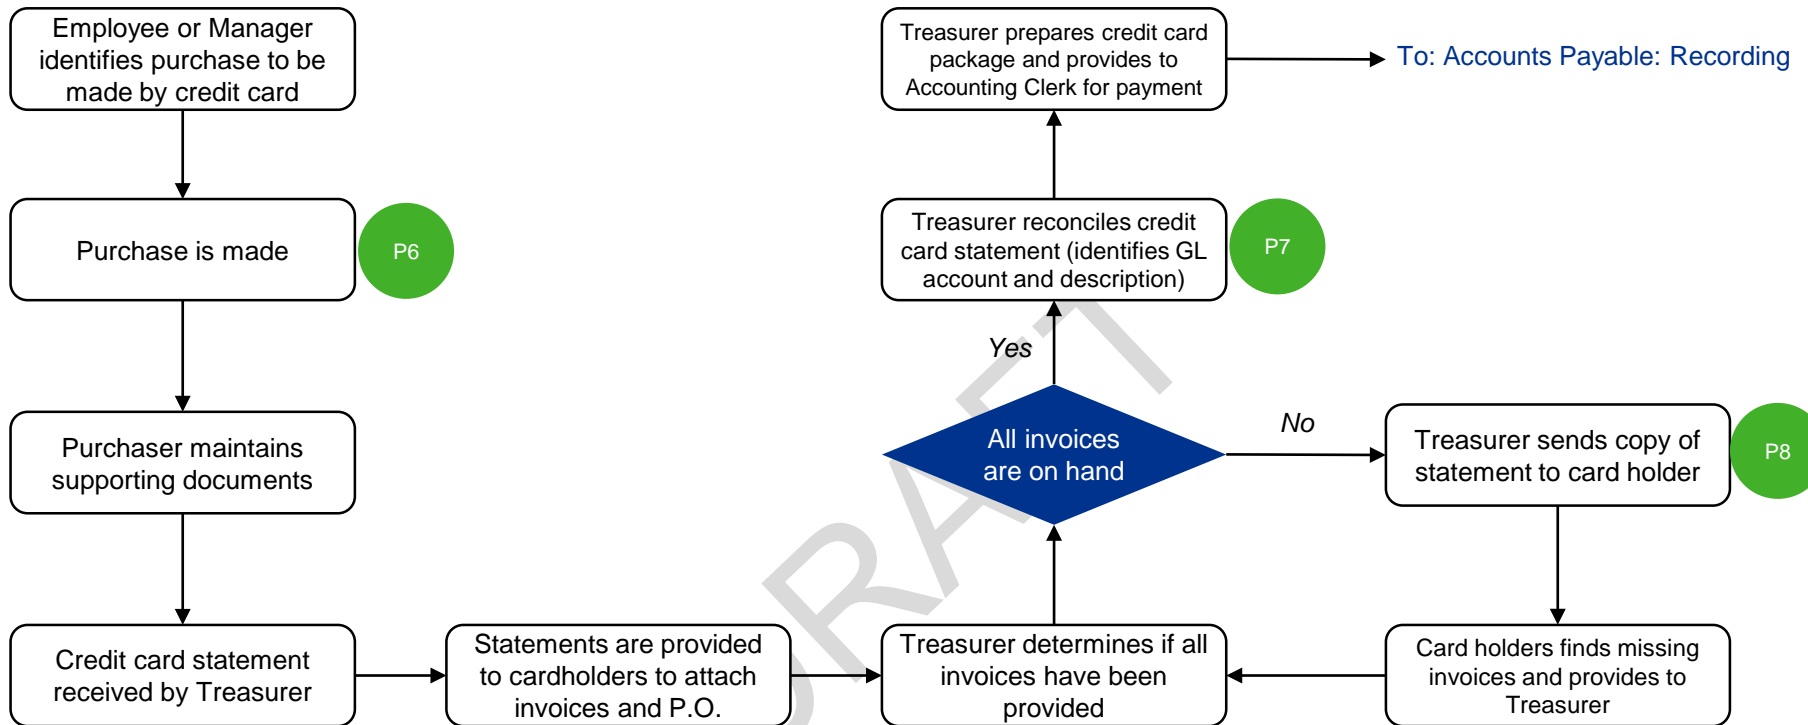 Employee or Manager
identifies purchase to be
made by credit card
Purchase is made
P6
Purchaser maintains
supporting documents
Credit card statement
received by Treasurer
Statements are provided
to cardholders to attach
invoices and P.O.
Treasurer determines if all
invoices have been
provided
All invoices
are on hand
Yes
No
Treasurer reconciles credit
card statement (identifies GL
account and description)
P7
Treasurer prepares credit card
package and provides to
Accounting Clerk for payment
To: Accounts Payable: Recording
Treasurer sends copy of
statement to card holder
P8
Card holders finds missing
invoices and provides to
Treasurer
DRAFT